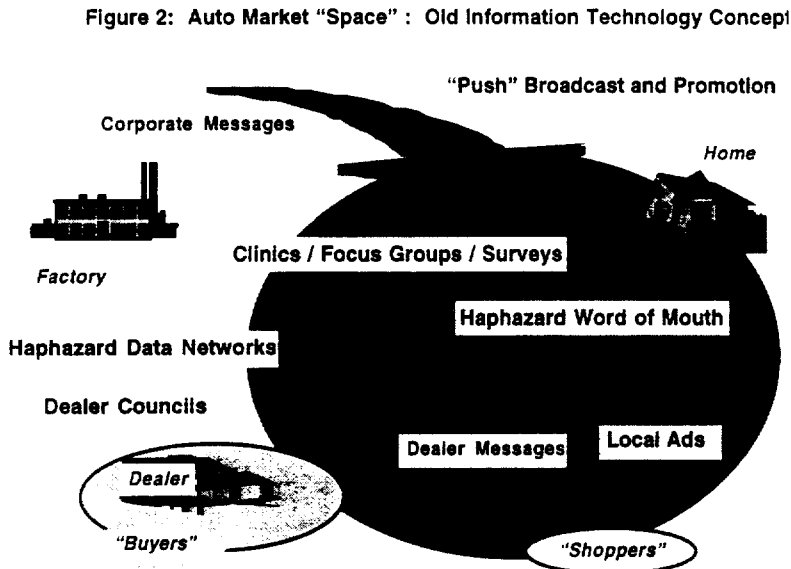 Figure 2: Auto Market “Space” : Old Information Technology Concept
“Push” Broadcast and Promotion
Corporate Messages
Home
Clinics / Focus Groups / Surveys
Factory
Haphazard Word of Mouth
Haphazard Data Networks
Dealer Councils
Local Ads
Dealer Messages
Dealer
“Buyers”
“Shoppers”